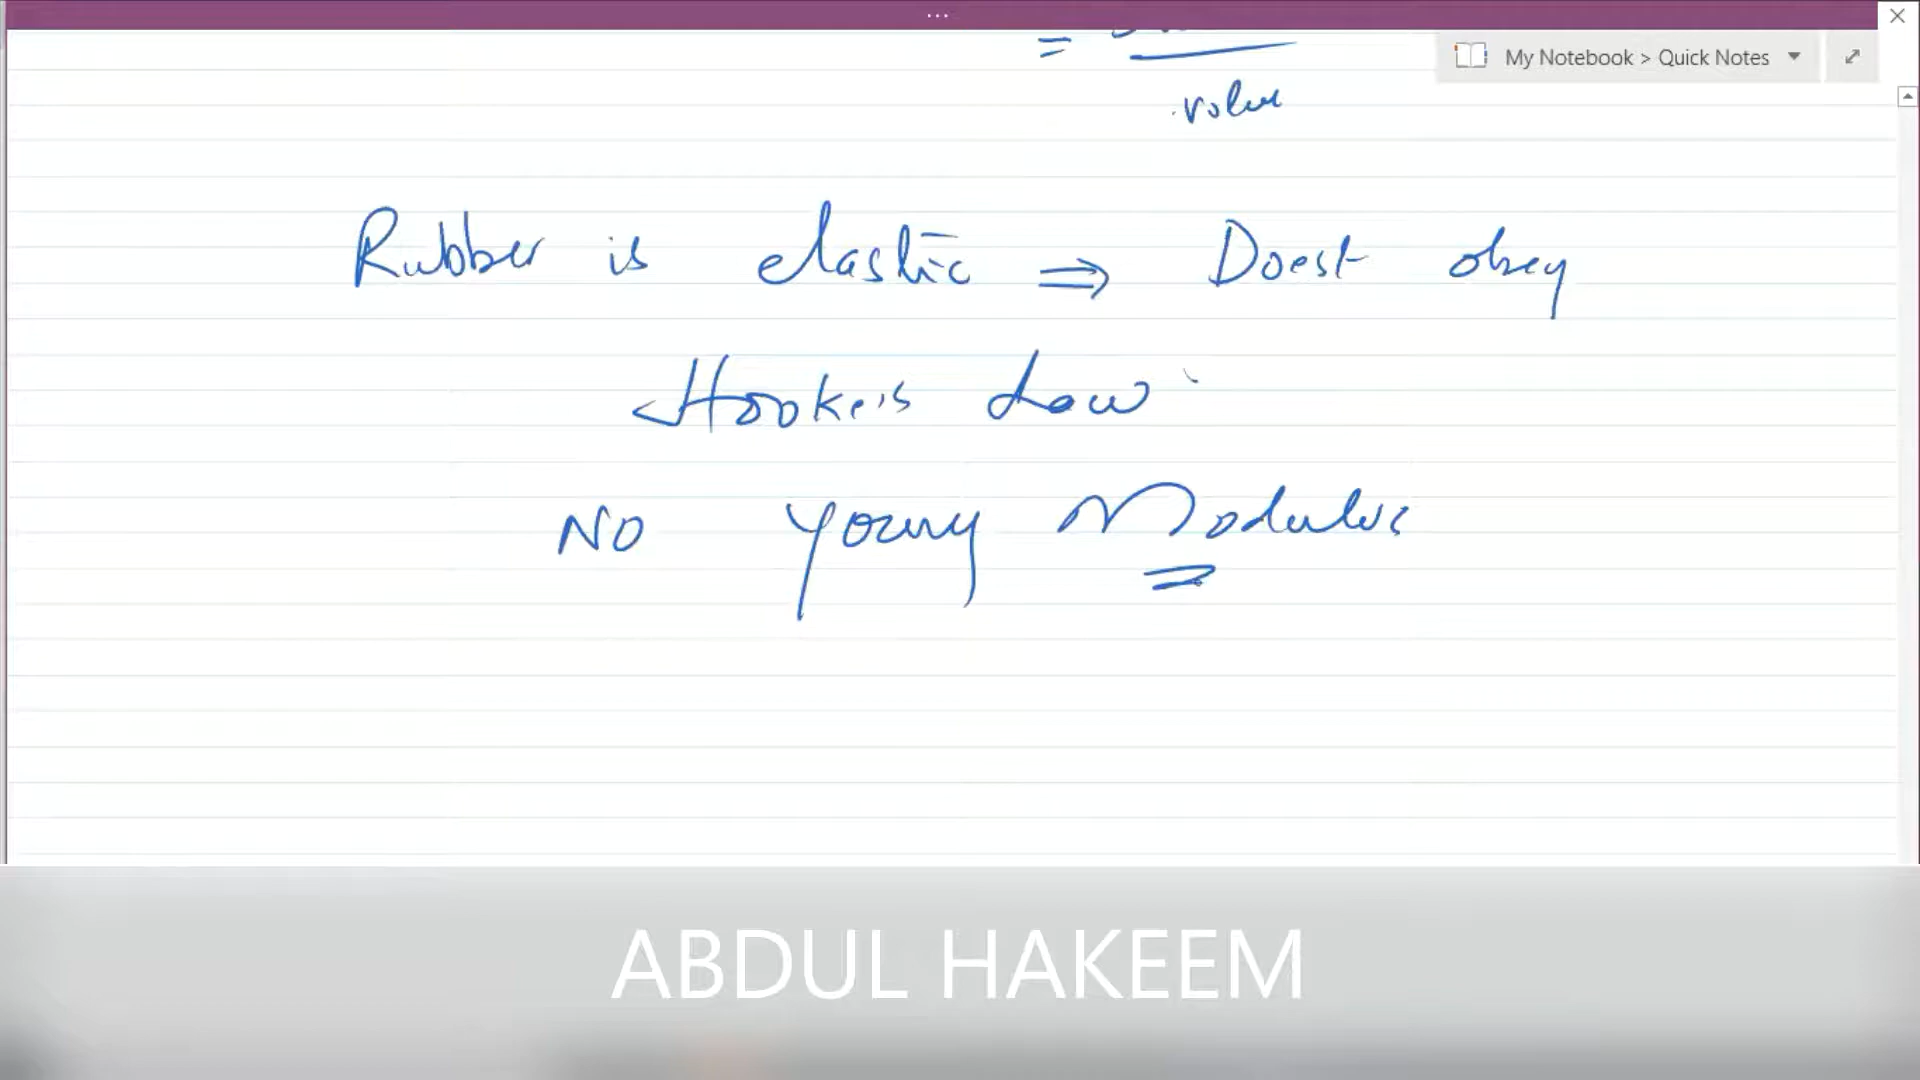 ...
My Notebook > Quick Notes
=
volue
Rubber is elastic ⇒ Doest obey
Hooke's Law
NO Young Modulus
ABDUL HAKEEM